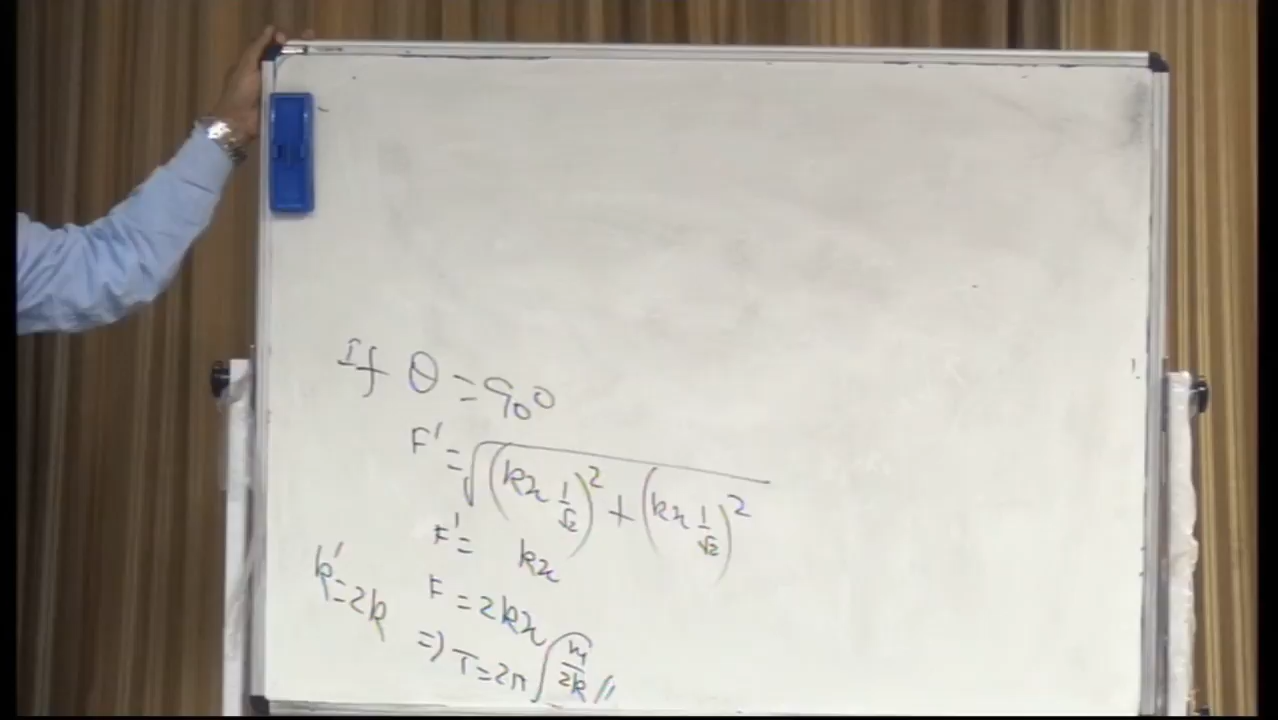 If θ = 90°
F' = √((kx 1/√2)² + (kx 1/√2)²)
F' = kx
k' = 2k
F = 2kx
⇒ T = 2π √(m/2k) //